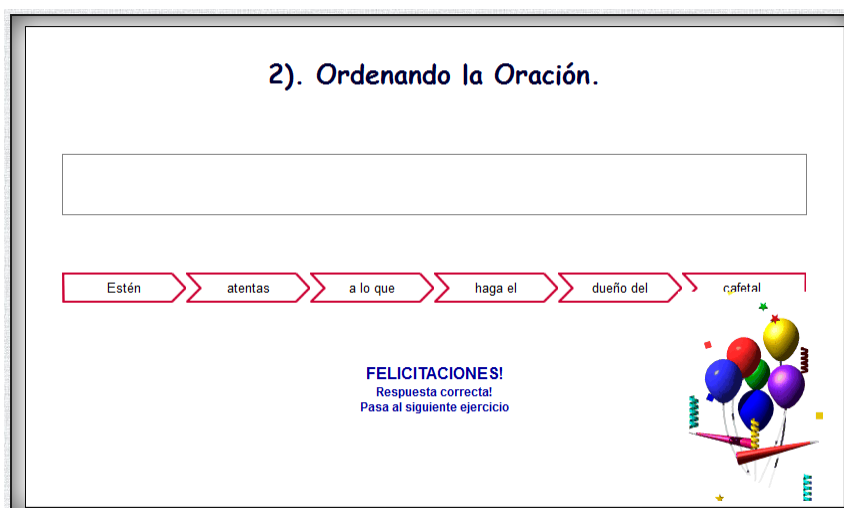 2). Ordenando la Oración.
Estén atentas a lo que haga el dueño del cafetal
FELICITACIONES!
Respuesta correcta!
Pasa al siguiente ejercicio